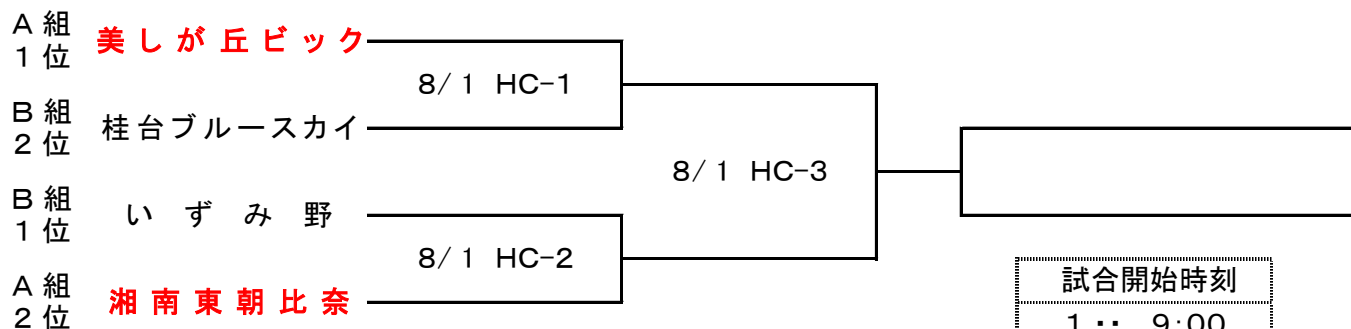 A組
1位
美しが丘ビック
8/1 HC-1
B組
2位
桂台ブルースカイ
8/1 HC-3
B組
1位
いずみ野
8/1 HC-2
A組
2位
湘南東朝比奈
試合開始時刻
1‥ 9:00